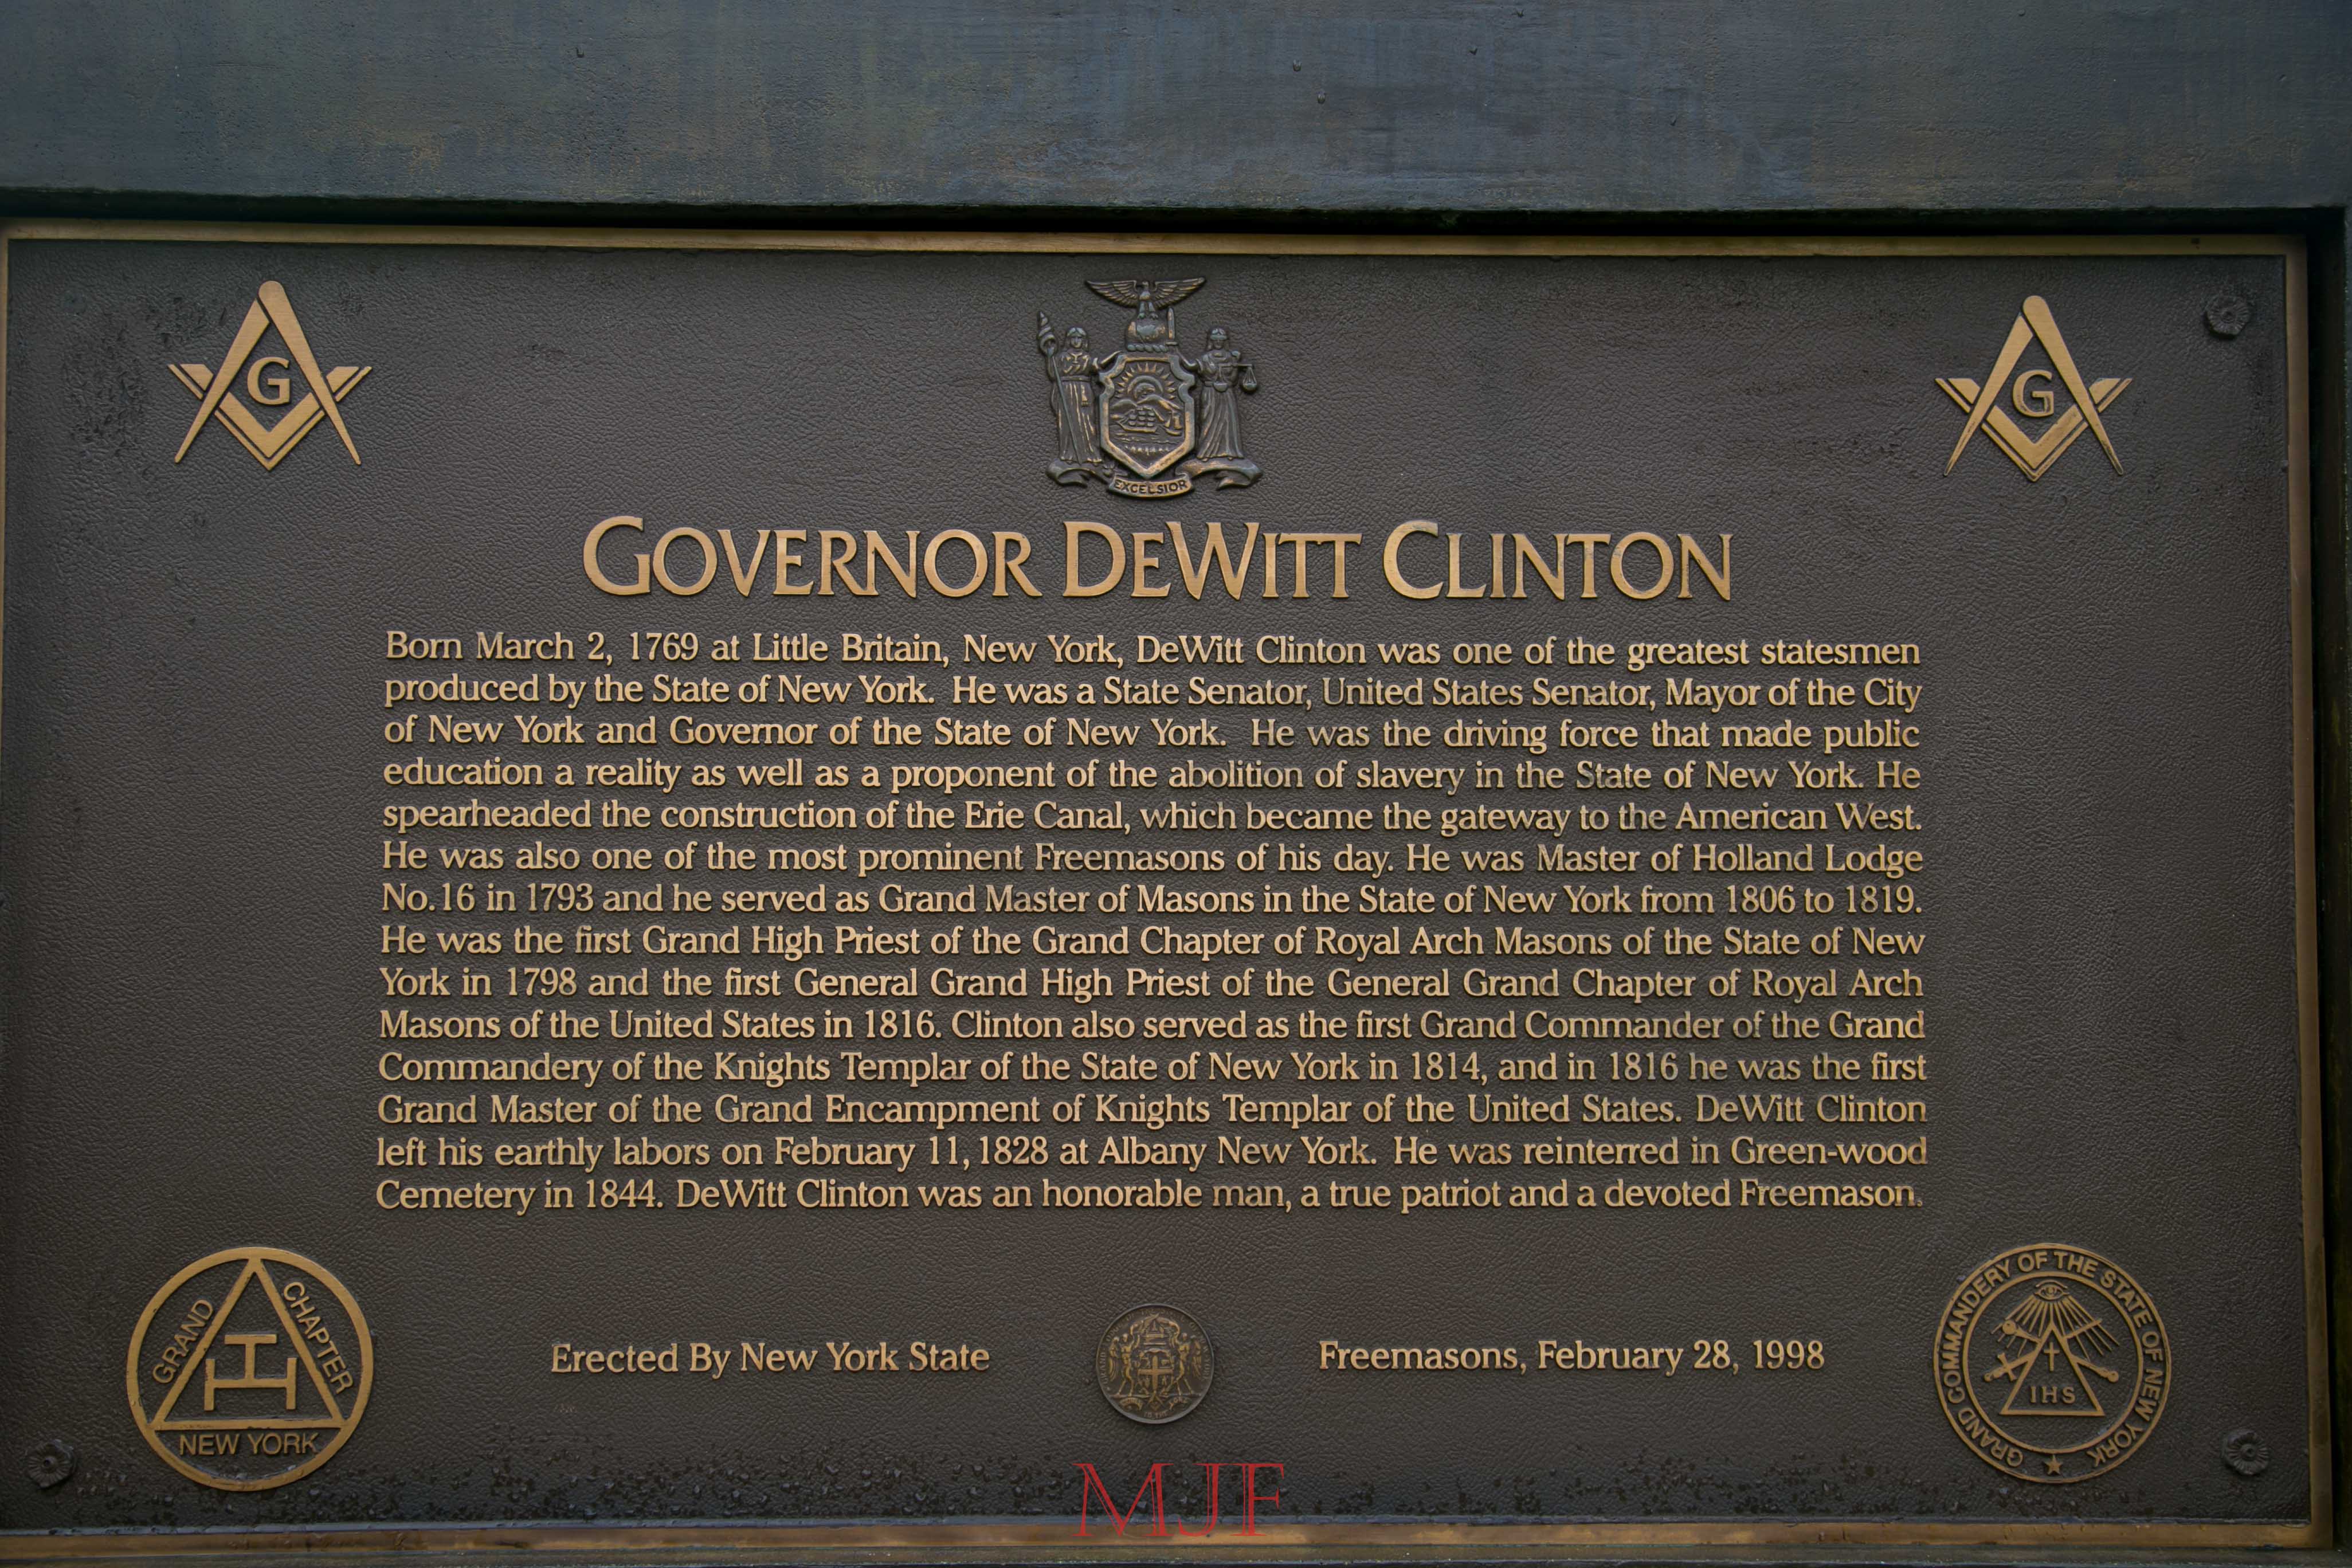 G
G
EXCELSIOR
GOVERNOR DEWITT CLINTON
Born March 2, 1769 at Little Britain, New York, DeWitt Clinton was one of the greatest statesmen
produced by the State of New York. He was a State Senator, United States Senator, Mayor of the City
of New York and Governor of the State of New York. He was the driving force that made public
education a reality as well as a proponent of the abolition of slavery in the State of New York. He
spearheaded the construction of the Erie Canal, which became the gateway to the American West.
He was also one of the most prominent Freemasons of his day. He was Master of Holland Lodge
No.16 in 1793 and he served as Grand Master of Masons in the State of New York from 1806 to 1819.
He was the first Grand High Priest of the Grand Chapter of Royal Arch Masons of the State of New
York in 1798 and the first General Grand High Priest of the General Grand Chapter of Royal Arch
Masons of the United States in 1816. Clinton also served as the first Grand Commander of the Grand
Commandery of the Knights Templar of the State of New York in 1814, and in 1816 he was the first
Grand Master of the Grand Encampment of Knights Templar of the United States. DeWitt Clinton
left his earthly labors on February 11, 1828 at Albany New York. He was reinterred in Green-wood
Cemetery in 1844. DeWitt Clinton was an honorable man, a true patriot and a devoted Freemason.
GRAND CHAPTER
NEW YORK
Erected By New York State
Freemasons, February 28, 1998
GRAND COMMANDERY OF THE STATE OF NEW YORK
IHS
MJF